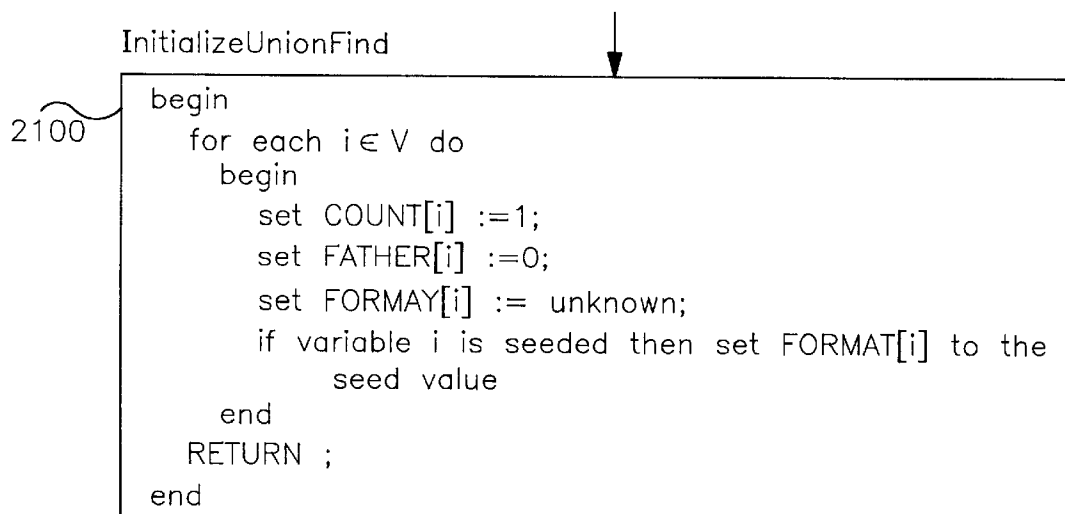 InitializeUnionFind
2100
begin
for each i ∈ V do
begin
set COUNT[i] :=1;
set FATHER[i] :=0;
set FORMAY[i] := unknown;
if variable i is seeded then set FORMAT[i] to the
seed value
end
RETURN ;
end